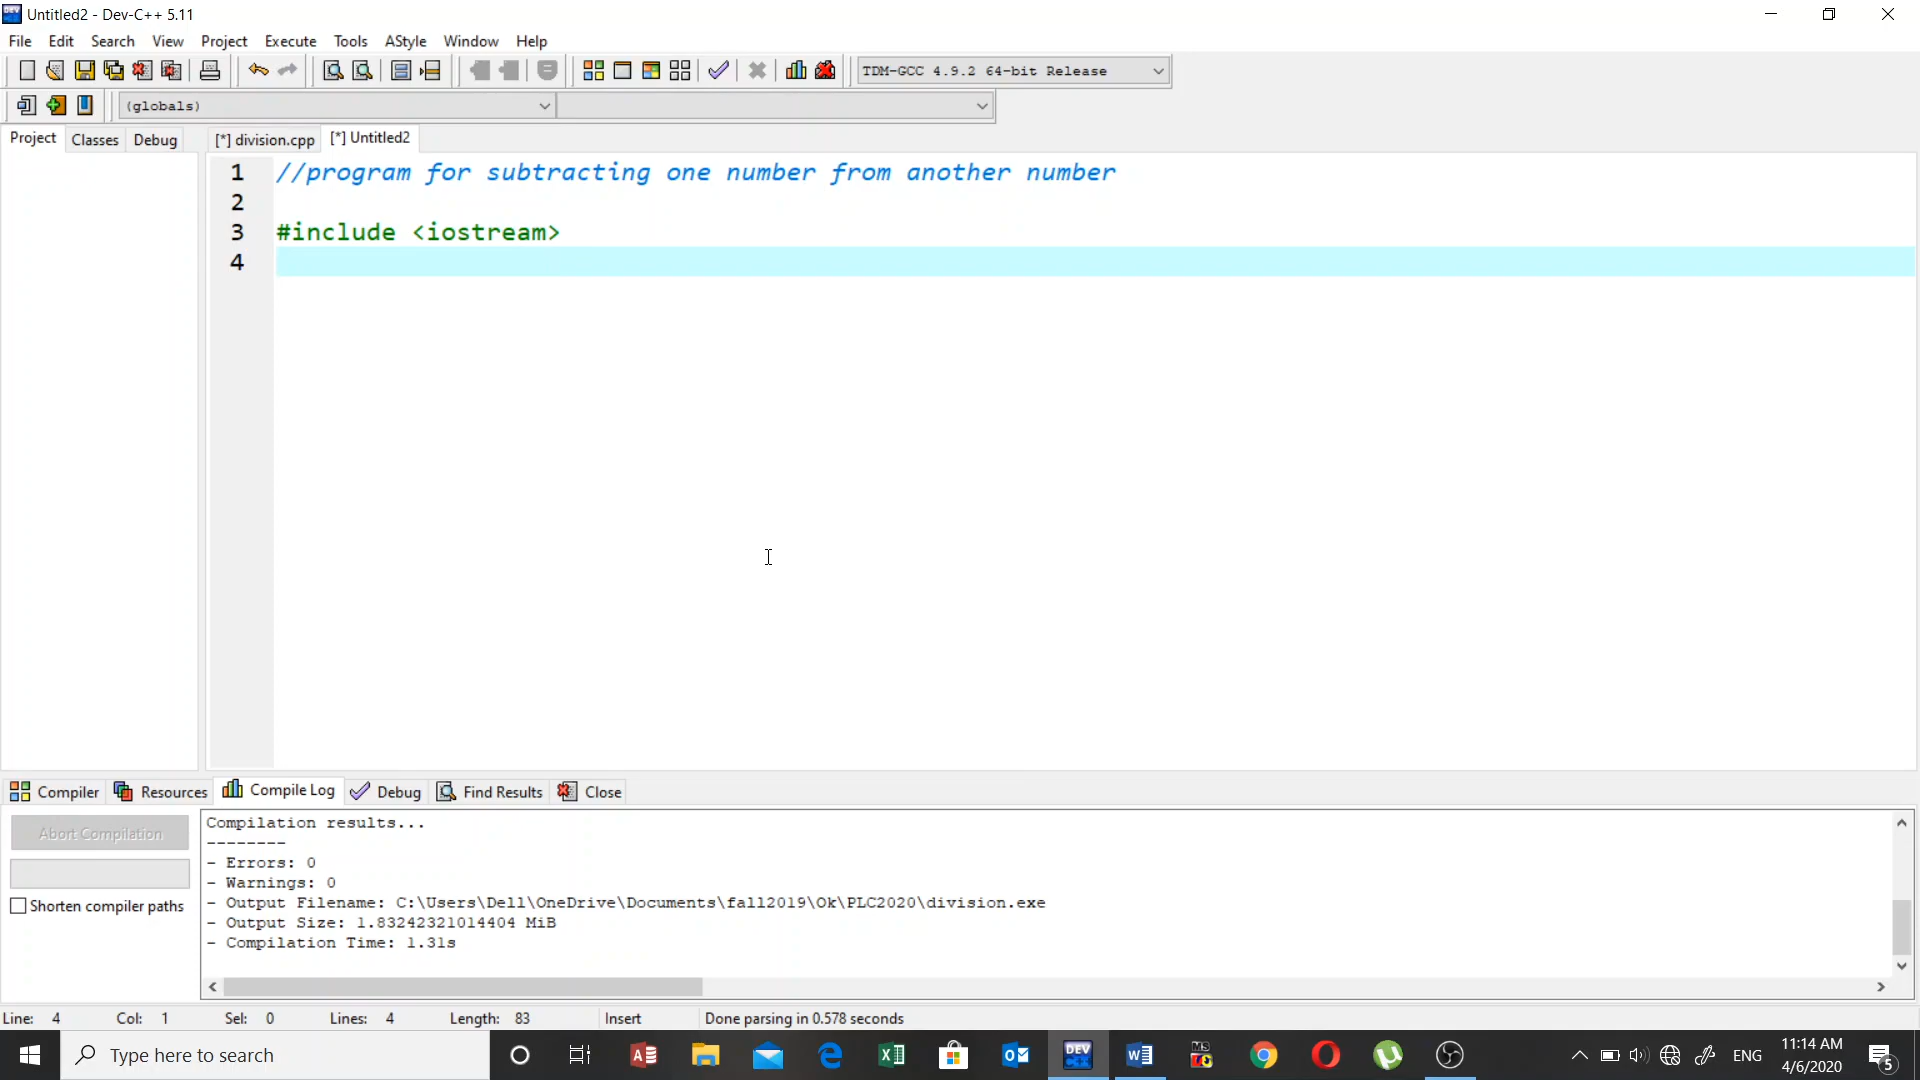 Untitled2 - Dev-C++ 5.11
File Edit Search View Project Execute Tools AStyle Window Help
TDM-GCC 4.9.2 64-bit Release
(globals)
Project Classes Debug [*] division.cpp [*] Untitled2
1 //program for subtracting one number from another number
2
3 #include <iostream>
4
Compiler Resources Compile Log Debug Find Results Close
Abort Compilation
Shorten compiler paths
Compilation results...
--------
- Errors: 0
- Warnings: 0
- Output Filename: C:\Users\Dell\OneDrive\Documents\fall2019\Ok\PLC2020\division.exe
- Output Size: 1.83242321014404 MiB
- Compilation Time: 1.31s
Line: 4 Col: 1 Sel: 0 Lines: 4 Length: 83 Insert Done parsing in 0.578 seconds
Type here to search
ENG
11:14 AM
4/6/2020
5